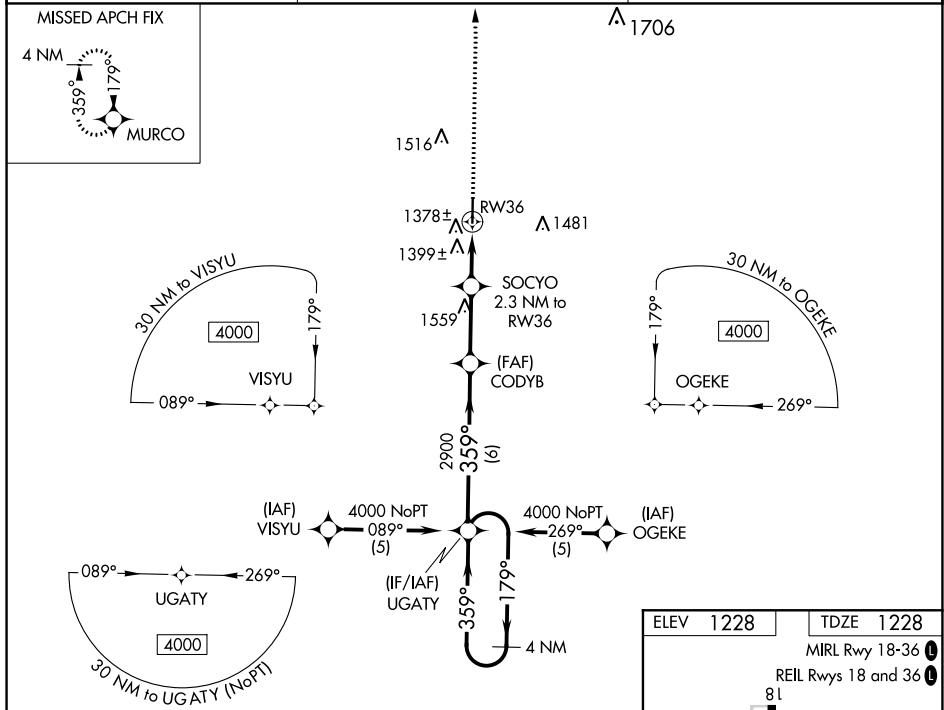 MISSED APCH FIX
4 NM
359°
179°
MURCO
1706
1516
RW36
1378±
1481
1399±
SOCYO
2.3 NM to
RW36
1559
(FAF)
CODYB
30 NM to VISYU
4000
179°
VISYU
089°
30 NM to OGEKE
179°
4000
OGEKE
269°
2900
359°
(6)
(IAF)
VISYU
4000 NoPT
089°
(5)
4000 NoPT
269°
(5)
(IAF)
OGEKE
(IF/IAF)
UGATY
359°
179°
4 NM
089°
269°
UGATY
4000
30 NM to UGATY (NoPT)
ELEV 1228
TDZE 1228
MIRL Rwy 18-36 L
REIL Rwys 18 and 36 L
18